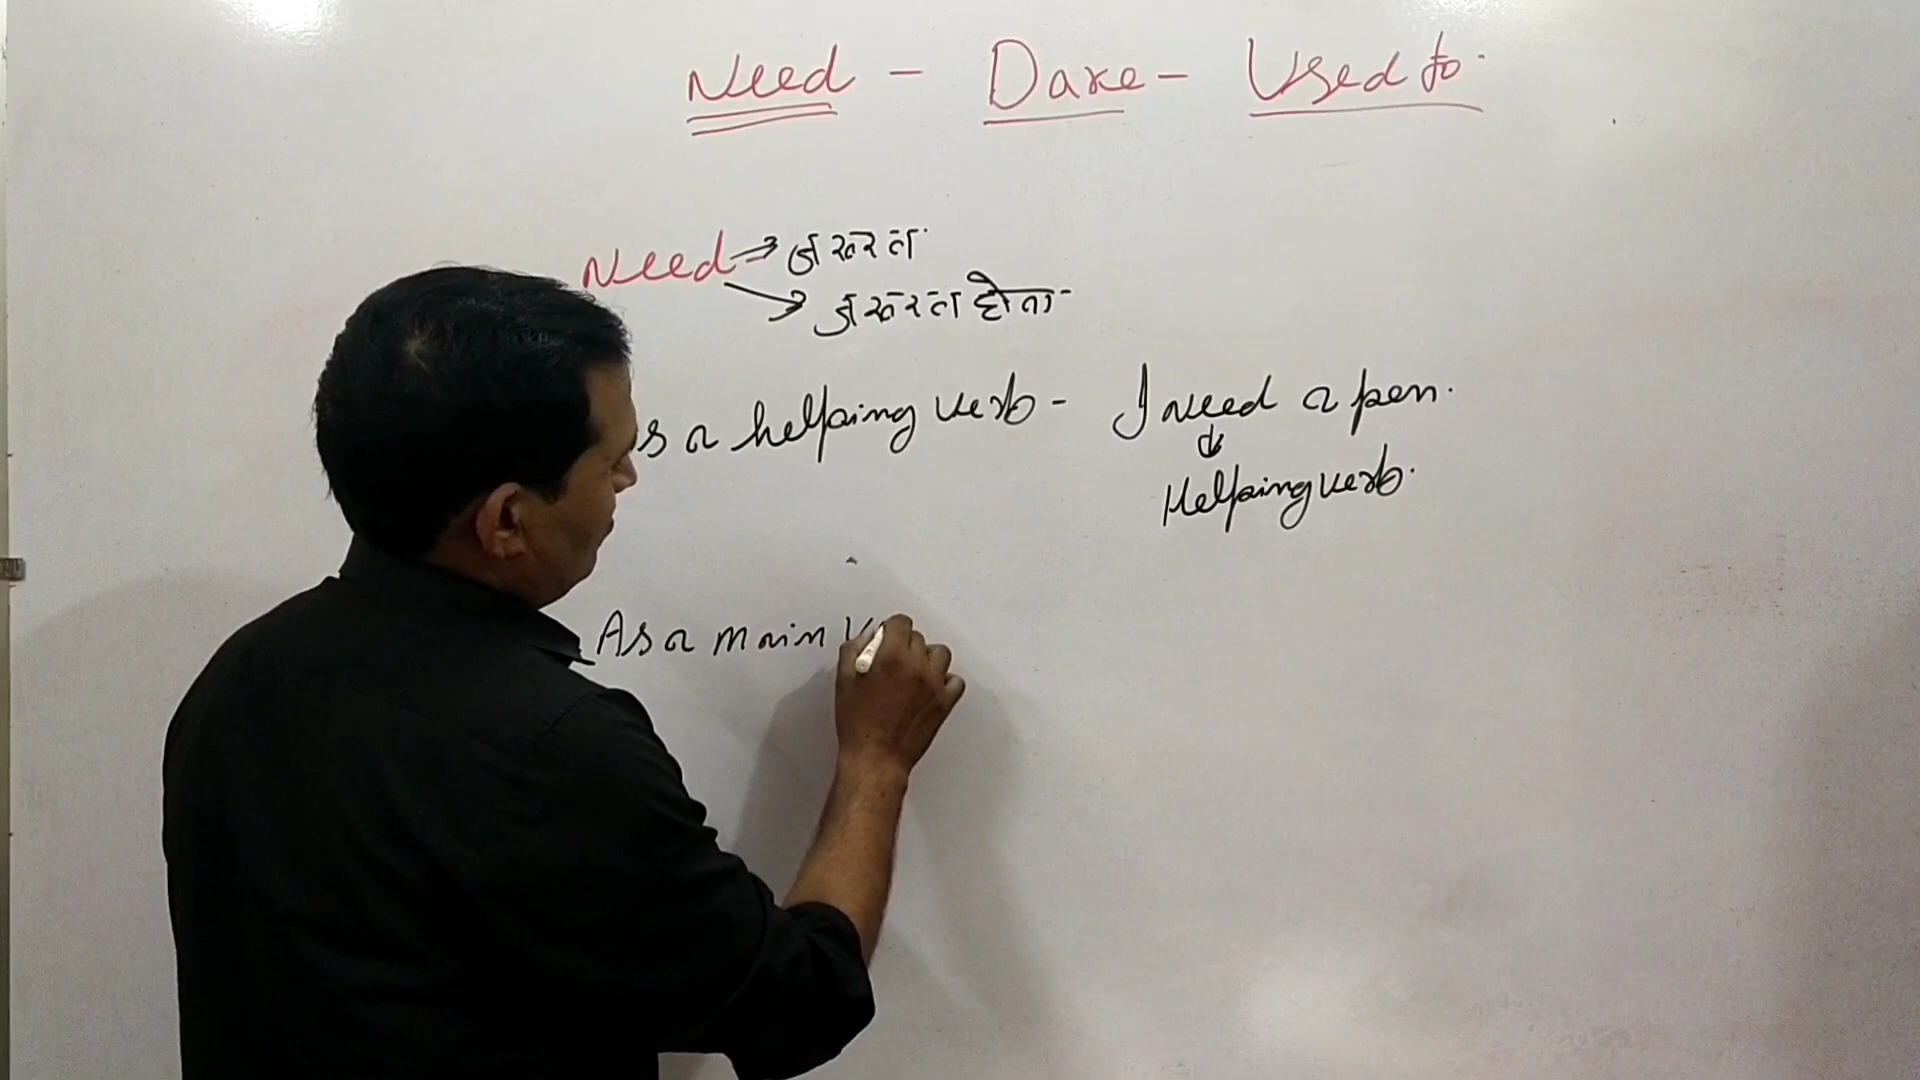 Need - Dare - Used to.
Need → जरूरत
→ जरूरत होना
s a helping verb - I need a pen.
Helping verb.
As a main